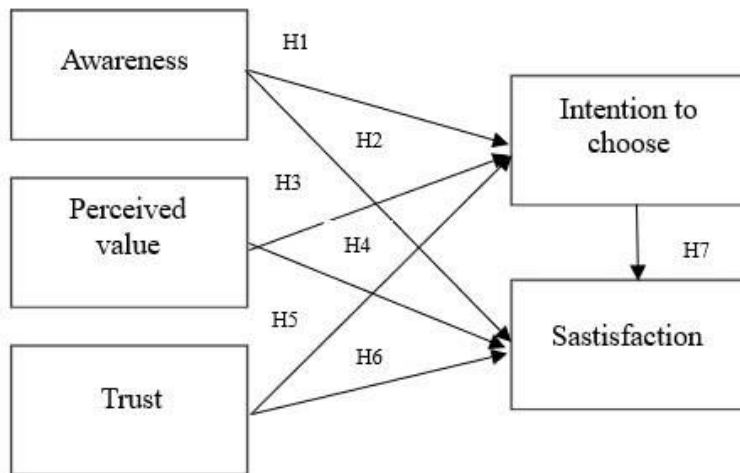 Awareness
H1
Intention to
choose
H2
H3
Perceived
value
H4
H7
H5
Sastisfaction
H6
Trust